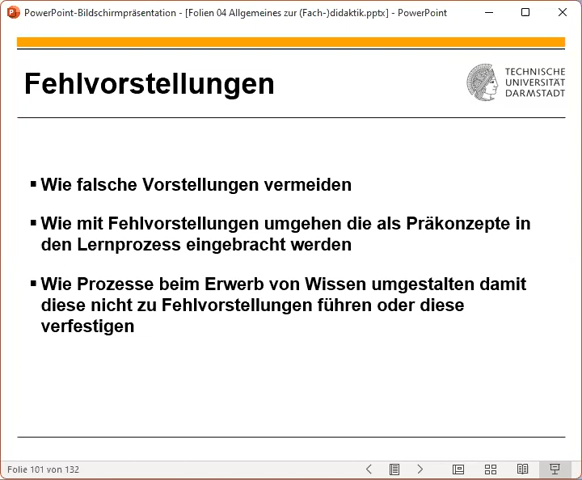 PowerPoint-Bildschirmpräsentation - [Folien 04 Allgemeines zur (Fach-)didaktik.pptx] - PowerPoint
Fehlvorstellungen
TECHNISCHE
UNIVERSITÄT
DARMSTADT
▪ Wie falsche Vorstellungen vermeiden
▪ Wie mit Fehlvorstellungen umgehen die als Präkonzepte in
den Lernprozess eingebracht werden
▪ Wie Prozesse beim Erwerb von Wissen umgestalten damit
diese nicht zu Fehlvorstellungen führen oder diese
verfestigen
Folie 101 von 132